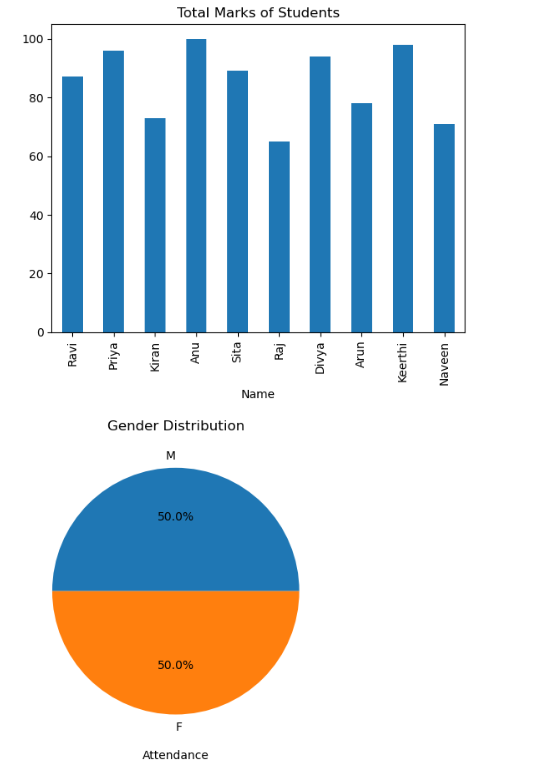 Total Marks of Students
100
80
60
40
20
0
Ravi
Priya
Kiran
Anu
Sita
Raj
Divya
Arun
Keerthi
Naveen
Name
Gender Distribution
M
50.0%
50.0%
F
Attendance